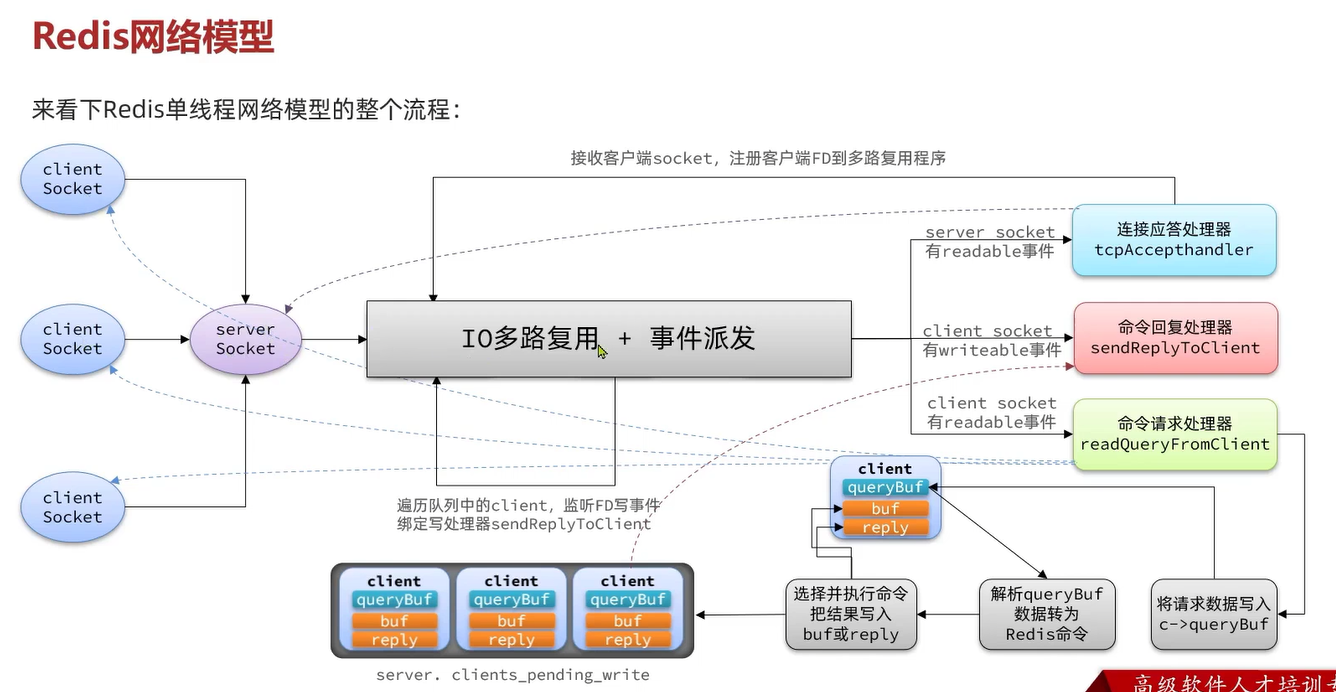 Redis网络模型
来看下Redis单线程网络模型的整个流程：
client
Socket
client
Socket
client
Socket
server
Socket
接收客户端socket，注册客户端FD到多路复用程序
IO多路复用 + 事件派发
server socket
有readable事件
连接应答处理器
tcpAccepthandler
client socket
有writeable事件
命令回复处理器
sendReplyToClient
client socket
有readable事件
命令请求处理器
readQueryFromClient
遍历队列中的client，监听FD写事件
绑定写处理器sendReplyToClient
client
queryBuf
buf
reply
client
queryBuf
buf
reply
client
queryBuf
buf
reply
client
queryBuf
buf
reply
选择并执行命令
把结果写入
buf或reply
解析queryBuf
数据转为
Redis命令
将请求数据写入
c->queryBuf
server. clients_pending_write
高级软件人才培训